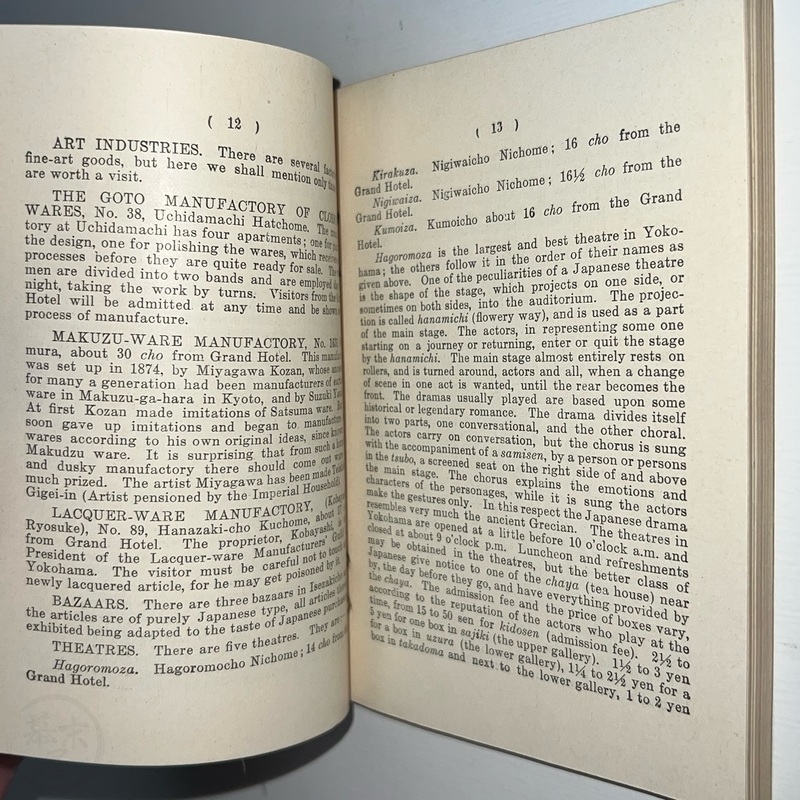 ( 12 )
ART INDUSTRIES. There are several
fine-art goods, but here we shall mention only
are worth a visit.
THE GOTO MANUFACTORY OF
WARES, No. 38, Uchidamachi Hatchome. The
tory at Uchidamachi has four apartments; one for
the design, one for polishing the wares, which
processes before they are quite ready for sale.
men are divided into two bands and are employed
night, taking the work by turns. Visitors from the
Hotel will be admitted at any time and be shown
process of manufacture.
MAKUZU-WARE MANUFACTORY, No.
mura, about 30 cho from Grand Hotel. This
was set up in 1874, by Miyagawa Kozan, whose
for many a generation had been manufacturers of
ware in Makuzu-ga-hara in Kyoto, and by Suzuki
At first Kozan made imitations of Satsuma ware.
soon gave up imitations and began to manufacture
wares according to his own original ideas, since
Makudzu ware. It is surprising that from such a
and dusky manufactory there should come out
much prized. The artist Miyagawa has been made
Gigei-in (Artist pensioned by the Imperial Household).
LACQUER-WARE MANUFACTORY,
Ryosuke), No. 89, Hanazaki-cho Kuchome, about
from Grand Hotel. The proprietor, Kobayashi, is
President of the Lacquer-ware Manufacturers' Guild
Yokohama. The visitor must be careful not to touch
newly lacquered article, for he may get poisoned by it.
BAZAARS. There are three bazaars in Isezakicho
the articles are of purely Japanese type, all articles
exhibited being adapted to the taste of Japanese
THEATRES. There are five theatres. They are
Hagoromoza. Hagoromocho Nichome; 14 cho from
Grand Hotel.
( 13 )
Kirakuza. Nigiwaicho Nichome; 16 cho from the
Grand Hotel.
Nigiwaiza. Nigiwaicho Nichome; 16½ cho from the
Grand Hotel.
Kumoiza. Kumoicho about 16 cho from the Grand
Hotel.
Hagoromoza is the largest and best theatre in Yoko-
hama; the others follow it in the order of their names as
given above. One of the peculiarities of a Japanese theatre
is the shape of the stage, which projects on one side, or
sometimes on both sides, into the auditorium. The projec-
tion is called hanamichi (flowery way), and is used as a part
of the main stage. The actors, in representing some one
starting on a journey or returning, enter or quit the stage
by the hanamichi. The main stage almost entirely rests on
rollers, and is turned around, actors and all, when a change
of scene in one act is wanted, until the rear becomes the
front. The dramas usually played are based upon some
historical or legendary romance. The drama divides itself
into two parts, one conversational, and the other choral.
The actors carry on conversation, but the chorus is sung
with the accompaniment of a samisen, by a person or persons
in the tsubo, a screened seat on the right side of and above
the main stage. The chorus explains the emotions and
characters of the personages, while it is sung the actors
make the gestures only. In this respect the Japanese drama
resembles very much the ancient Grecian. The theatres in
Yokohama are opened at a little before 10 o'clock a.m. and
closed at about 9 o'clock p.m. Luncheon and refreshments
may be obtained in the theatres, but the better class of
Japanese give notice to one of the chaya (tea house) near
by, the day before they go, and have everything provided by
the chaya. The admission fee and the price of boxes vary,
according to the reputation of the actors who play at the
time, from 15 to 50 sen for kidosen (admission fee). 2½ to
5 yen for one box in sajiki (the upper gallery). 1½ to 3 yen
for a box in uzura (the lower gallery), 1¼ to 2½ yen for a
box in takadoma and next to the lower gallery, 1 to 2 yen